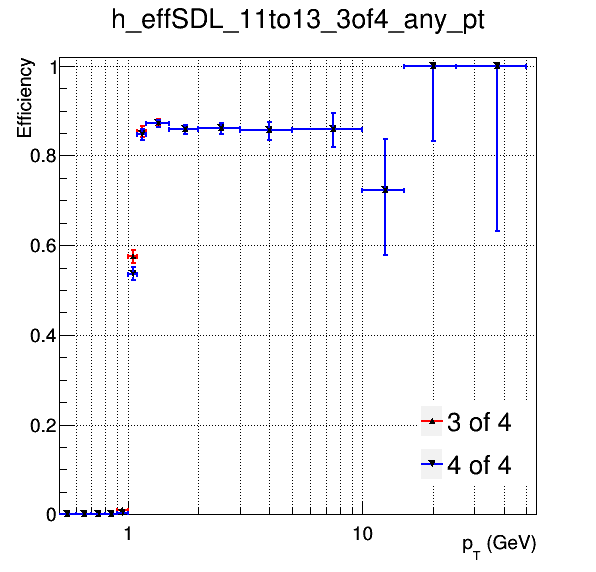 h_effSDL_11to13_3of4_any_pt
Efficiency
1
0.8
0.6
0.4
0.2
0
3 of 4
4 of 4
1
10
p_T (GeV)